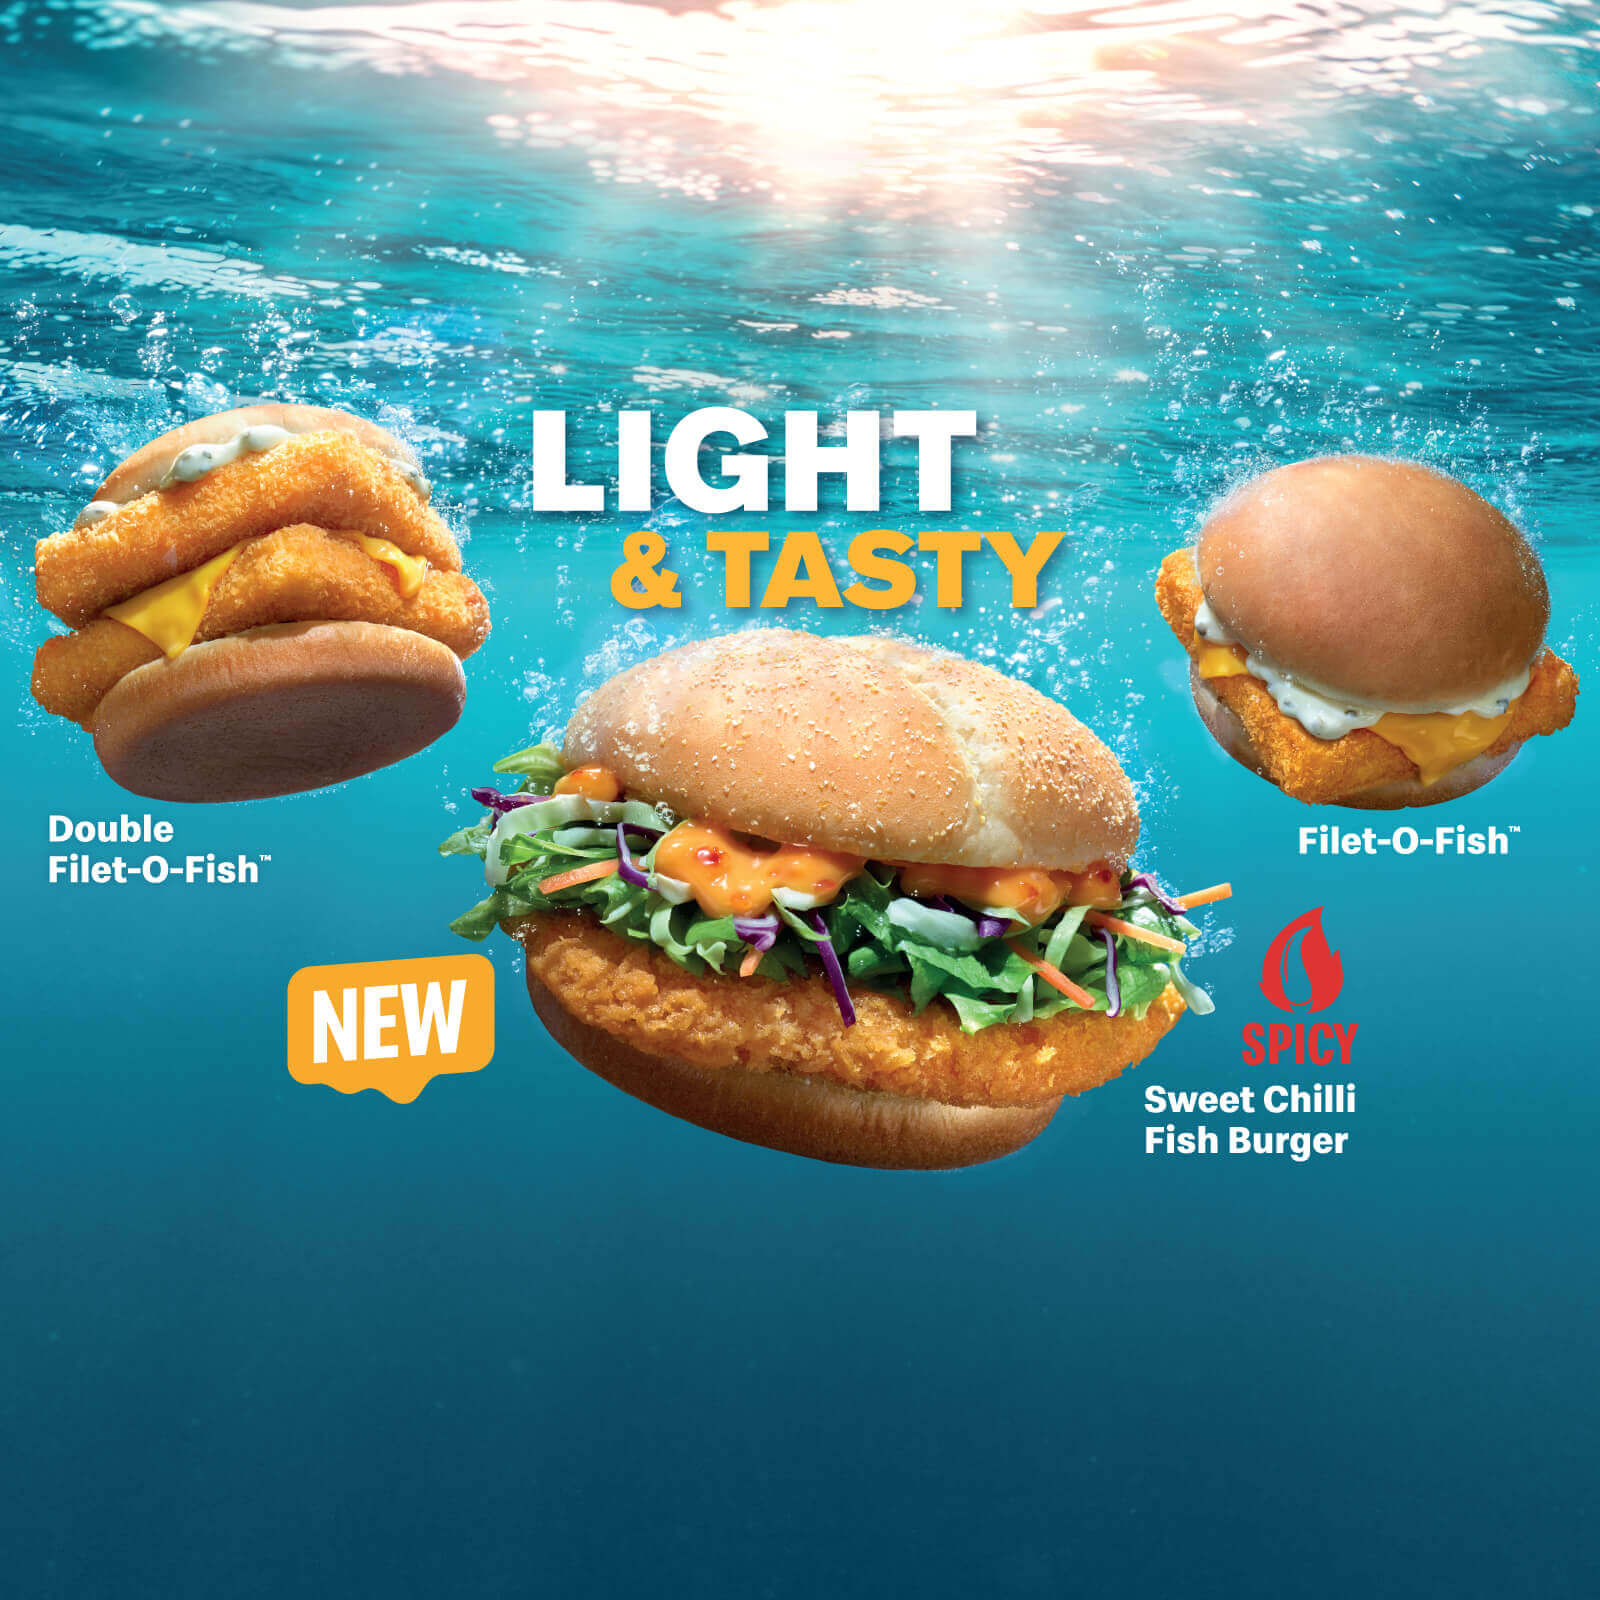 LIGHT
& TASTY
Double
Filet-O-Fish™
Filet-O-Fish™
NEW
SPICY
Sweet Chilli
Fish Burger